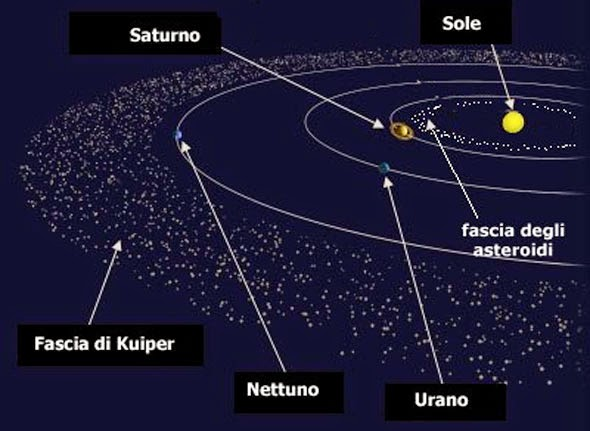 Sole
Saturno
fascia degli
asteroidi
Fascia di Kuiper
Nettuno
Urano